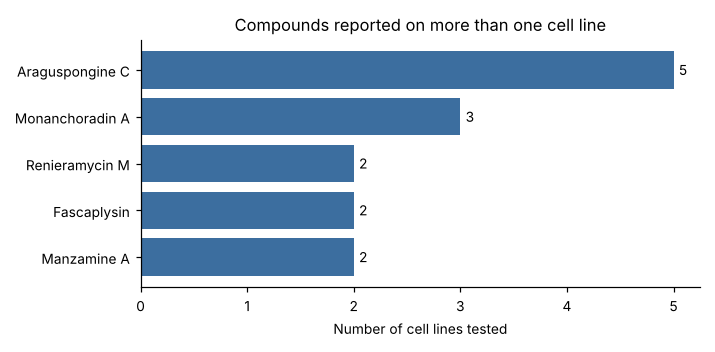 Compounds reported on more than one cell line
Araguspongine C
5
Monanchoradin A
3
Renieramycin M
2
Fascaplysin
2
Manzamine A
2
0 1 2 3 4 5
Number of cell lines tested